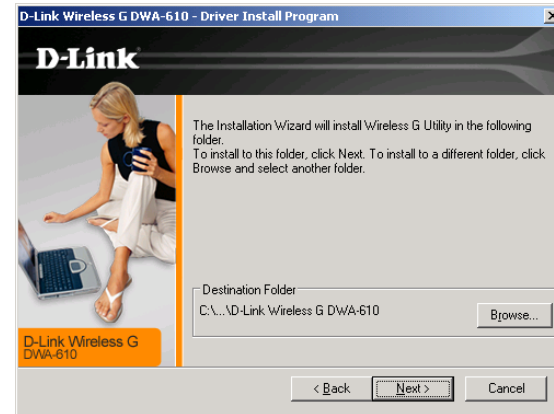 D-Link Wireless G DWA-610 - Driver Install Program
D-Link
The Installation Wizard will install Wireless G Utility in the following
folder.
To install to this folder, click Next. To install to a different folder, click
Browse and select another folder.
Destination Folder
C:\...\D-Link Wireless G DWA-610
Browse...
D-Link Wireless G
DWA-610
< Back
Next >
Cancel